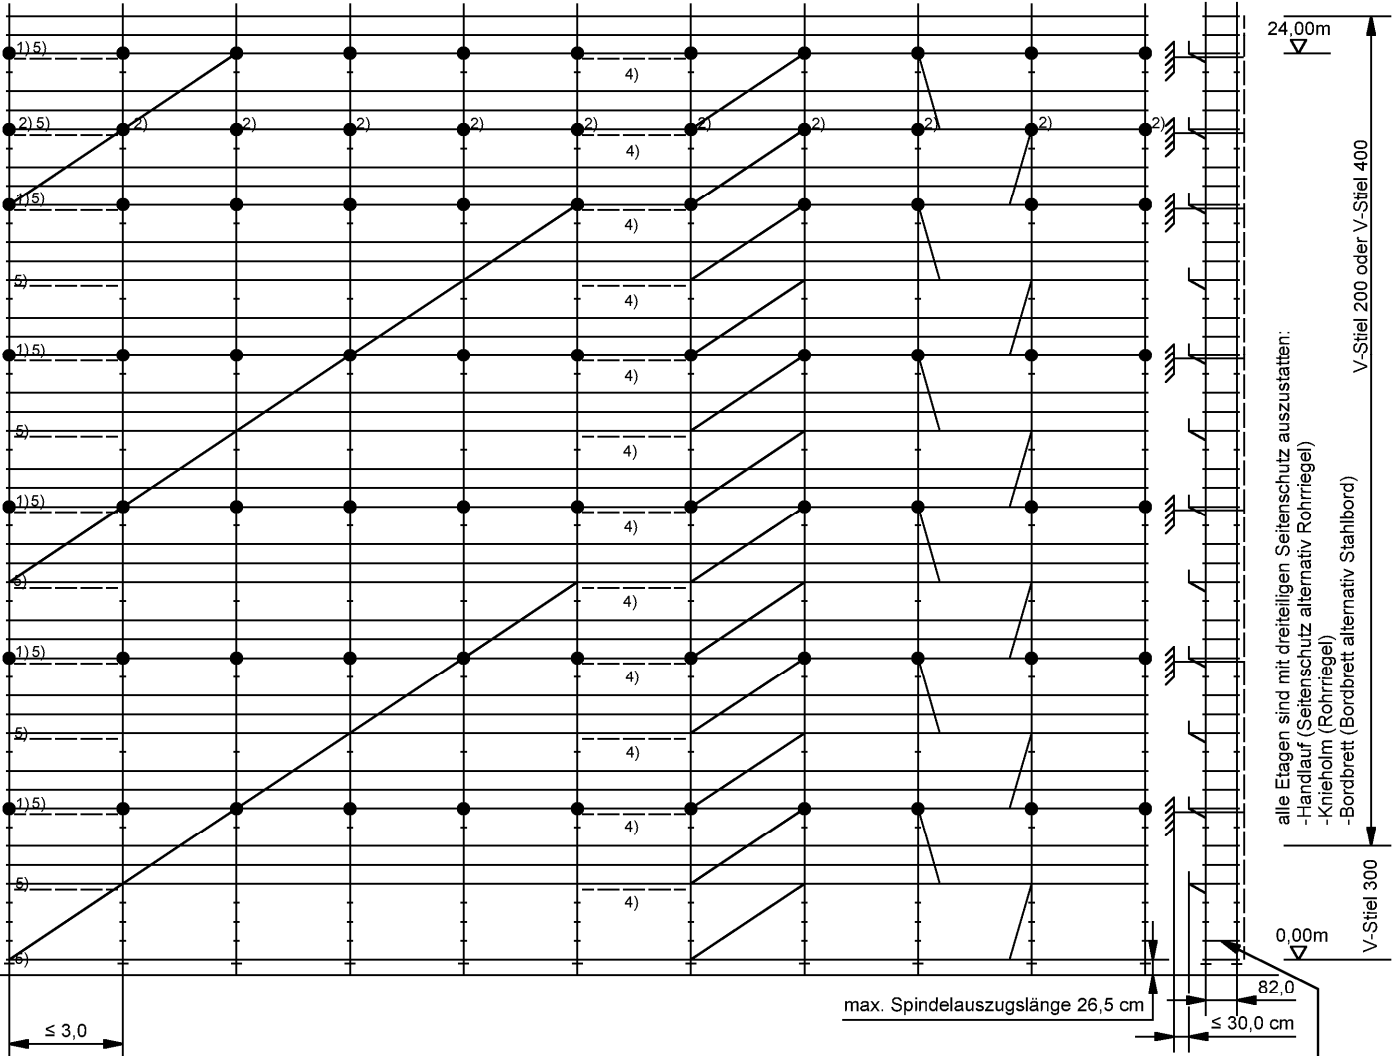 24,00m
1)5)
4)
2)5) 2) 2) 2) 2) 2) 2) 2) 2) 2) 2)
4)
1)5)
4)
5)
4)
1)5)
4)
5)
4)
1)5)
4)
5)
4)
1)5)
4)
5)
4)
1)5)
4)
5)
4)
5)
alle Etagen sind mit dreiteiligen Seitenschutz auszustatten:
-Handlauf (Seitenschutz alternativ Rohrriegel)
-Knieholm (Rohrriegel)
-Bordbrett (Bordbrett alternativ Stahlbord)
V-Stiel 200 oder V-Stiel 400
V-Stiel 300
0,00m
82,0
max. Spindelauszugslänge 26,5 cm
≤ 30,0 cm
≤ 3,0